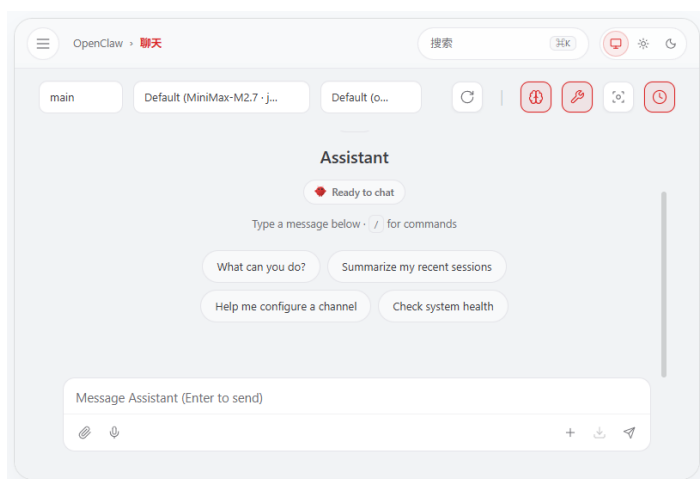 OpenClaw › 聊天 搜索 ⌘K
main Default (MiniMax-M2.7 · j... Default (o...
Assistant
Ready to chat
Type a message below · / for commands
What can you do? Summarize my recent sessions
Help me configure a channel Check system health
Message Assistant (Enter to send)